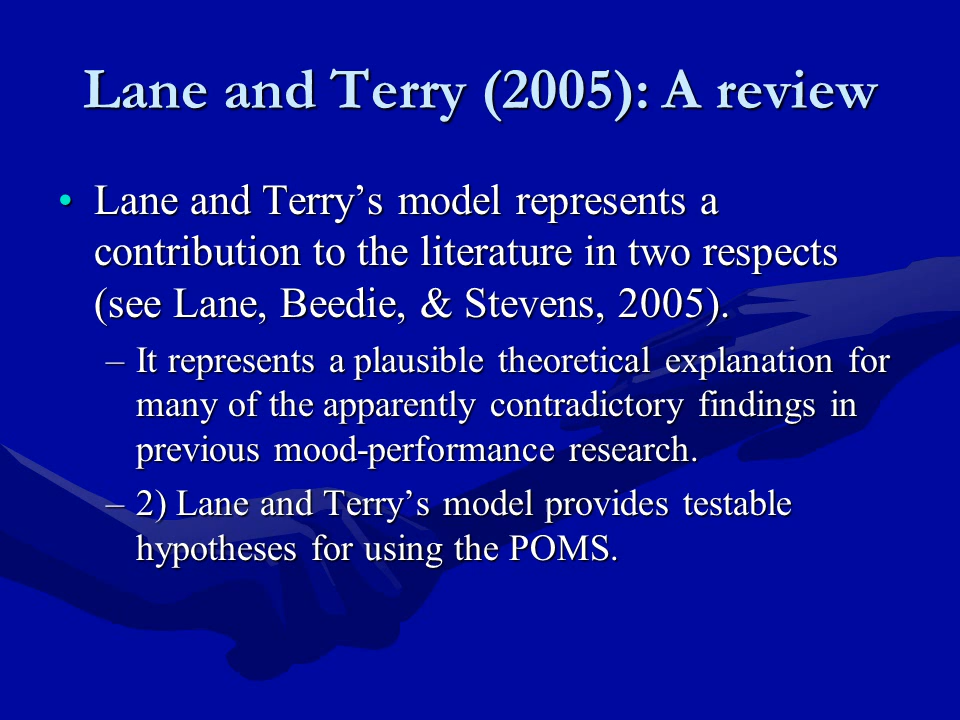 Lane and Terry (2005): A review
• Lane and Terry’s model represents a
contribution to the literature in two respects
(see Lane, Beedie, & Stevens, 2005).
–It represents a plausible theoretical explanation for
many of the apparently contradictory findings in
previous mood-performance research.
–2) Lane and Terry’s model provides testable
hypotheses for using the POMS.